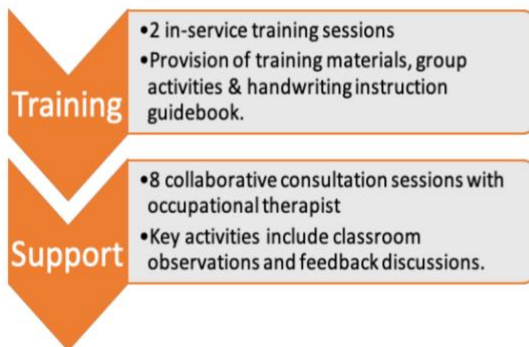 Training
•2 in-service training sessions
•Provision of training materials, group
activities & handwriting instruction
guidebook.
Support
•8 collaborative consultation sessions with
occupational therapist
•Key activities include classroom
observations and feedback discussions.